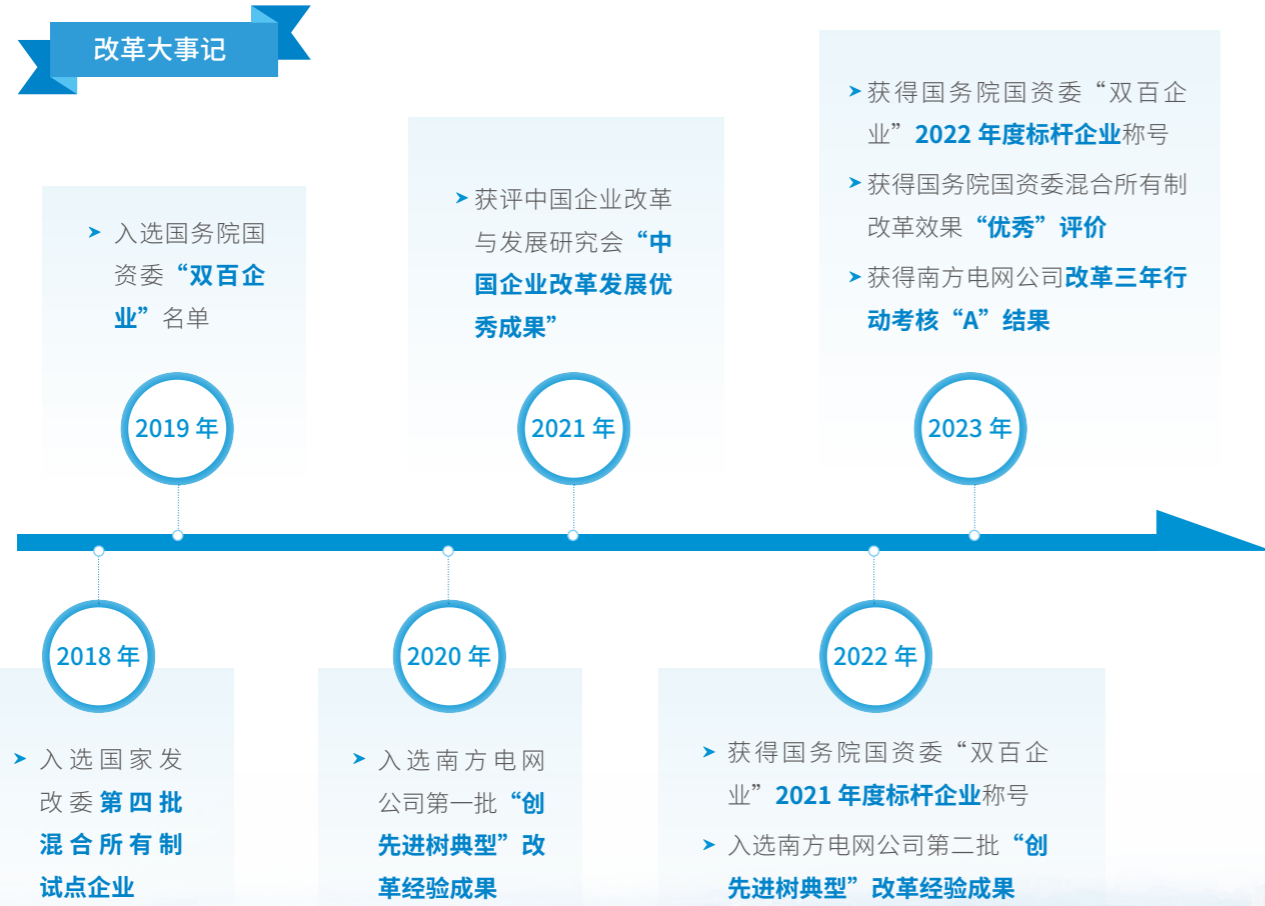 改革大事记
入选国务院国
资委“双百企
业”名单
2019 年
获评中国企业改革
与发展研究会“中
国企业改革发展优
秀成果”
2021 年
获得国务院国资委“双百企
业”2022 年度标杆企业称号
获得国务院国资委混合所有制
改革效果“优秀”评价
获得南方电网公司改革三年行
动考核“A”结果
2023 年
2018 年
入选国家发
改委第四批
混合所有制
试点企业
2020 年
入选南方电网
公司第一批“创
先进树典型”改
革经验成果
2022 年
获得国务院国资委“双百企
业”2021 年度标杆企业称号
入选南方电网公司第二批“创
先进树典型”改革经验成果